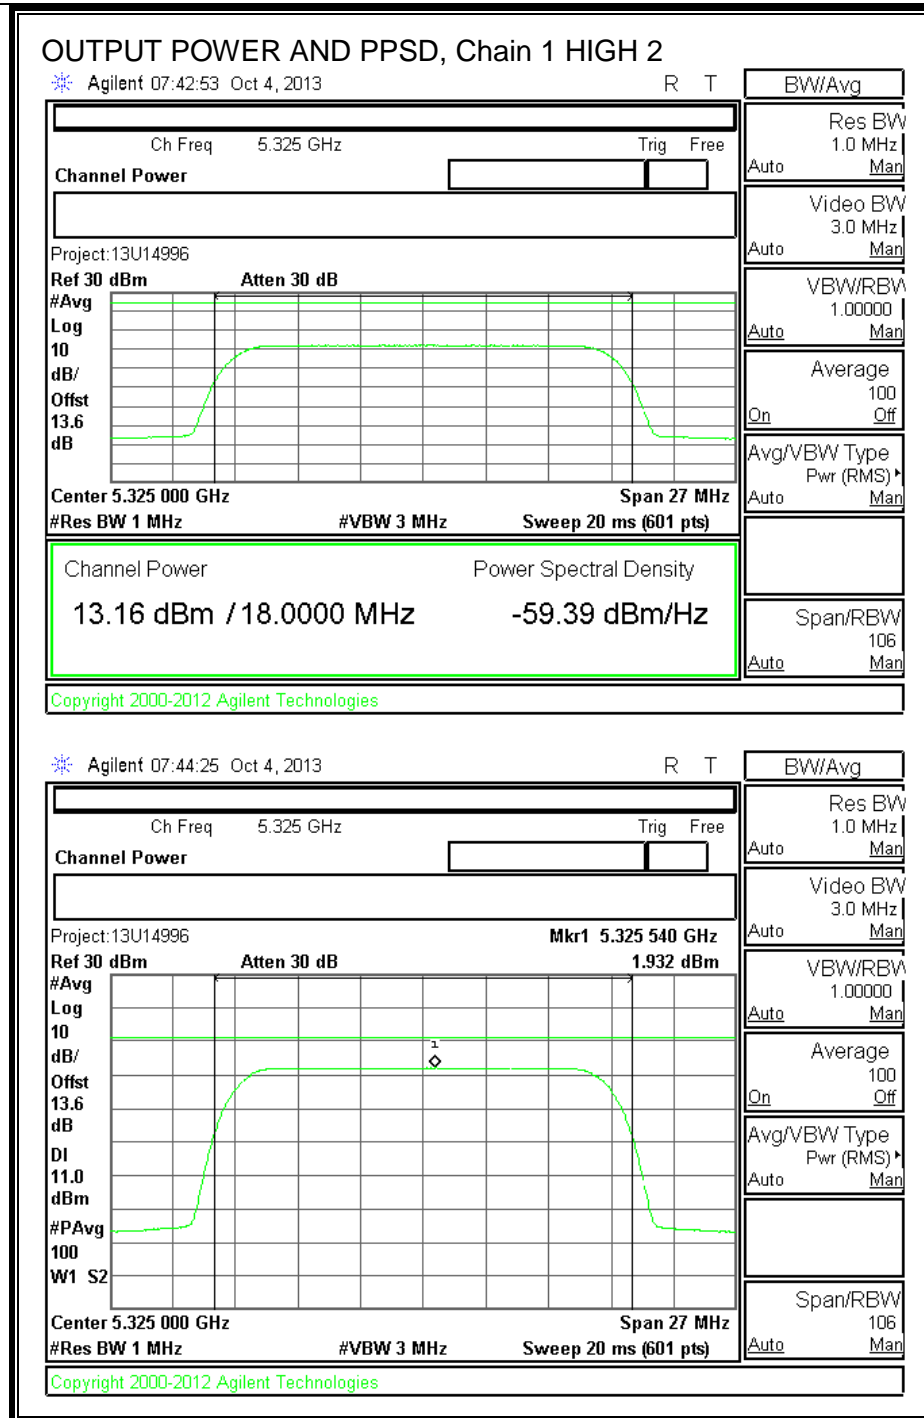 OUTPUT POWER AND PPSD, Chain 1 HIGH 2
Agilent 07:42:53 Oct 4, 2013 R T
BW/Avg
Ch Freq 5.325 GHz Trig Free
Channel Power
Res BW
1.0 MHz
Auto Man
Video BW
3.0 MHz
Auto Man
Project:13U14996
Ref 30 dBm Atten 30 dB
#Avg
Log
10
dB/
Offst
13.6
dB
VBW/RBW
1.00000
Auto Man
Average
100
On Off
Avg/VBW Type
Pwr (RMS)
Auto Man
Center 5.325 000 GHz Span 27 MHz
#Res BW 1 MHz #VBW 3 MHz Sweep 20 ms (601 pts)
Channel Power Power Spectral Density
13.16 dBm / 18.0000 MHz -59.39 dBm/Hz
Span/RBW
106
Auto Man
Copyright 2000-2012 Agilent Technologies
Agilent 07:44:25 Oct 4, 2013 R T
BW/Avg
Ch Freq 5.325 GHz Trig Free
Channel Power
Res BW
1.0 MHz
Auto Man
Video BW
3.0 MHz
Auto Man
Project:13U14996 Mkr1 5.325 540 GHz
Ref 30 dBm Atten 30 dB 1.932 dBm
#Avg
Log
10
dB/
Offst
13.6
dB
DI
11.0
dBm
#PAvg
100
W1 S2
1
VBW/RBW
1.00000
Auto Man
Average
100
On Off
Avg/VBW Type
Pwr (RMS)
Auto Man
Center 5.325 000 GHz Span 27 MHz
#Res BW 1 MHz #VBW 3 MHz Sweep 20 ms (601 pts)
Span/RBW
106
Auto Man
Copyright 2000-2012 Agilent Technologies